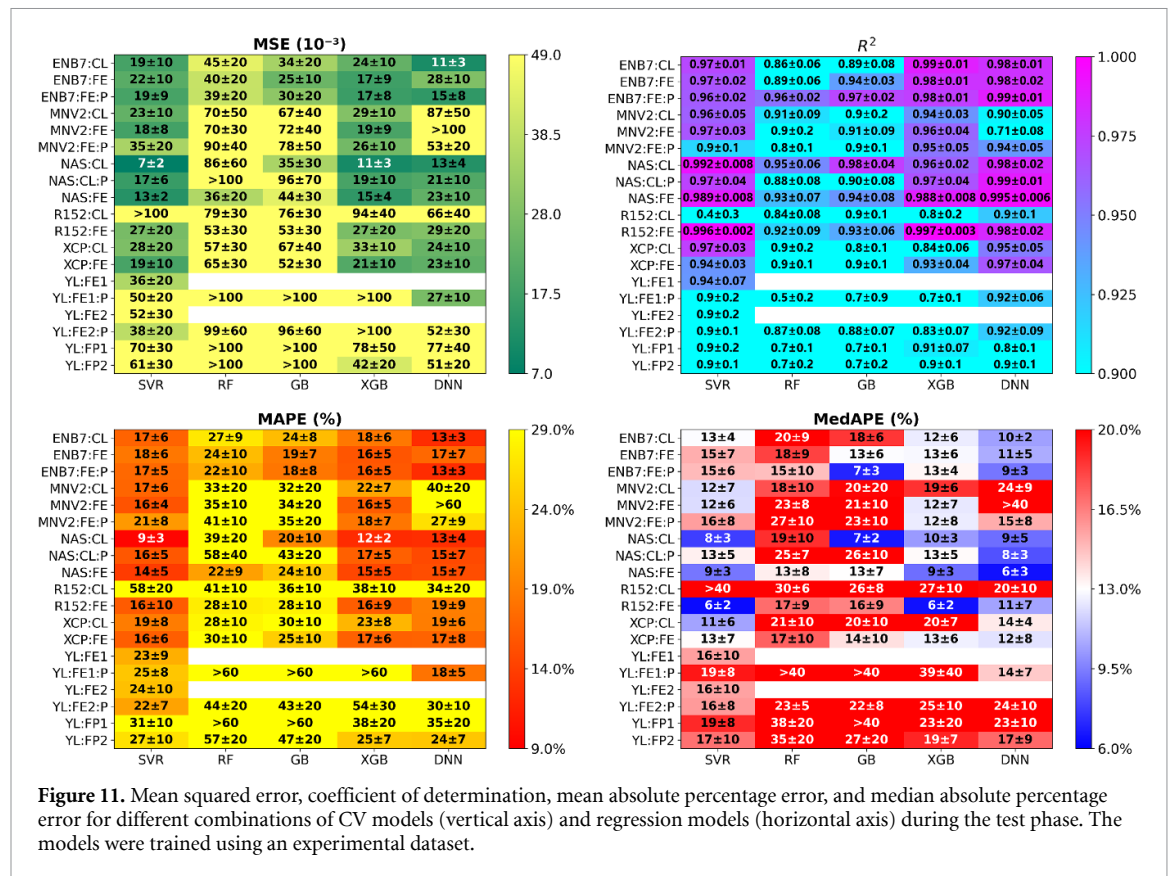 MSE (10⁻³)
ENB7:CL 19±10 45±20 34±20 24±10 11±3
ENB7:FE 22±10 40±20 25±10 17±9 28±10
ENB7:FE:P 19±9 39±20 30±20 17±8 15±8
MNV2:CL 23±10 70±50 67±40 29±10 87±50
MNV2:FE 18±8 70±30 72±40 19±9 >100
MNV2:FE:P 35±20 90±40 78±50 26±10 53±20
NAS:CL 7±2 86±60 35±30 11±3 13±4
NAS:CL:P 17±6 >100 96±70 19±10 21±10
NAS:FE 13±2 36±20 44±30 15±4 23±10
R152:CL >100 79±30 76±30 94±40 66±40
R152:FE 27±20 53±30 53±30 27±20 29±20
XCP:CL 28±20 57±30 67±40 33±10 24±10
XCP:FE 19±10 65±30 52±30 21±10 23±10
YL:FE1 36±20
YL:FE1:P 50±20 >100 >100 >100 27±10
YL:FE2 52±30
YL:FE2:P 38±20 99±60 96±60 >100 52±30
YL:FP1 70±30 >100 >100 78±50 77±40
YL:FP2 61±30 >100 >100 42±20 51±20
SVR RF GB XGB DNN
49.0
38.5
28.0
17.5
7.0
R²
ENB7:CL 0.97±0.01 0.86±0.06 0.89±0.08 0.99±0.01 0.98±0.01
ENB7:FE 0.97±0.02 0.89±0.06 0.94±0.03 0.98±0.01 0.98±0.02
ENB7:FE:P 0.96±0.02 0.96±0.02 0.97±0.02 0.98±0.01 0.99±0.01
MNV2:CL 0.96±0.05 0.91±0.09 0.9±0.2 0.94±0.03 0.90±0.05
MNV2:FE 0.97±0.03 0.9±0.2 0.91±0.09 0.96±0.04 0.71±0.08
MNV2:FE:P 0.9±0.1 0.8±0.1 0.9±0.1 0.95±0.05 0.94±0.05
NAS:CL 0.992±0.008 0.95±0.06 0.98±0.04 0.96±0.02 0.98±0.02
NAS:CL:P 0.97±0.04 0.88±0.08 0.90±0.08 0.97±0.04 0.99±0.01
NAS:FE 0.989±0.008 0.93±0.07 0.94±0.08 0.988±0.008 0.995±0.006
R152:CL 0.4±0.3 0.84±0.08 0.9±0.1 0.8±0.2 0.9±0.1
R152:FE 0.996±0.002 0.92±0.09 0.93±0.06 0.997±0.003 0.98±0.02
XCP:CL 0.97±0.03 0.9±0.2 0.8±0.1 0.84±0.06 0.95±0.05
XCP:FE 0.94±0.03 0.9±0.1 0.9±0.1 0.93±0.04 0.97±0.04
YL:FE1 0.94±0.07
YL:FE1:P 0.9±0.2 0.5±0.2 0.7±0.9 0.7±0.1 0.92±0.06
YL:FE2 0.9±0.2
YL:FE2:P 0.9±0.1 0.87±0.08 0.88±0.07 0.83±0.07 0.92±0.09
YL:FP1 0.9±0.2 0.7±0.1 0.7±0.1 0.91±0.07 0.8±0.1
YL:FP2 0.9±0.1 0.7±0.2 0.7±0.2 0.9±0.1 0.9±0.1
SVR RF GB XGB DNN
1.000
0.975
0.950
0.925
0.900
MAPE (%)
ENB7:CL 17±6 27±9 24±8 18±6 13±3
ENB7:FE 18±6 24±10 19±7 16±5 17±7
ENB7:FE:P 17±5 22±10 18±8 16±5 13±3
MNV2:CL 17±6 33±20 32±20 22±7 40±20
MNV2:FE 16±4 35±10 34±20 16±5 >60
MNV2:FE:P 21±8 41±10 35±20 18±7 27±9
NAS:CL 9±3 39±20 20±10 12±2 13±4
NAS:CL:P 16±5 58±40 43±20 17±5 15±7
NAS:FE 14±5 22±9 24±10 15±5 15±7
R152:CL 58±20 41±10 36±10 38±10 34±20
R152:FE 16±10 28±10 28±10 16±9 19±9
XCP:CL 19±8 28±10 30±10 23±8 19±6
XCP:FE 16±6 30±10 25±10 17±6 17±8
YL:FE1 23±9
YL:FE1:P 25±8 >60 >60 >60 18±5
YL:FE2 24±10
YL:FE2:P 22±7 44±20 43±20 54±30 30±10
YL:FP1 31±10 >60 >60 38±20 35±20
YL:FP2 27±10 57±20 47±20 25±7 24±7
SVR RF GB XGB DNN
29.0%
24.0%
19.0%
14.0%
9.0%
MedAPE (%)
ENB7:CL 13±4 20±9 18±6 12±6 10±2
ENB7:FE 15±7 18±9 13±6 13±6 11±5
ENB7:FE:P 15±6 15±10 7±3 13±4 9±3
MNV2:CL 12±7 18±10 20±20 19±6 24±9
MNV2:FE 12±6 23±8 21±10 12±7 >40
MNV2:FE:P 16±8 27±10 23±10 12±8 15±8
NAS:CL 8±3 19±10 7±2 10±3 9±5
NAS:CL:P 13±5 25±7 26±10 13±5 8±3
NAS:FE 9±3 13±8 13±7 9±3 6±3
R152:CL >40 30±6 26±8 27±10 20±10
R152:FE 6±2 17±9 16±9 6±2 11±7
XCP:CL 11±6 21±10 20±10 20±7 14±4
XCP:FE 13±7 17±10 14±10 13±6 12±8
YL:FE1 16±10
YL:FE1:P 19±8 >40 >40 39±40 14±7
YL:FE2 16±10
YL:FE2:P 16±8 23±5 22±8 25±10 24±10
YL:FP1 19±8 38±20 >40 23±20 23±10
YL:FP2 17±10 35±20 27±20 19±7 17±9
SVR RF GB XGB DNN
20.0%
16.5%
13.0%
9.5%
6.0%
Figure 11. Mean squared error, coefficient of determination, mean absolute percentage error, and median absolute percentage
error for different combinations of CV models (vertical axis) and regression models (horizontal axis) during the test phase. The
models were trained using an experimental dataset.